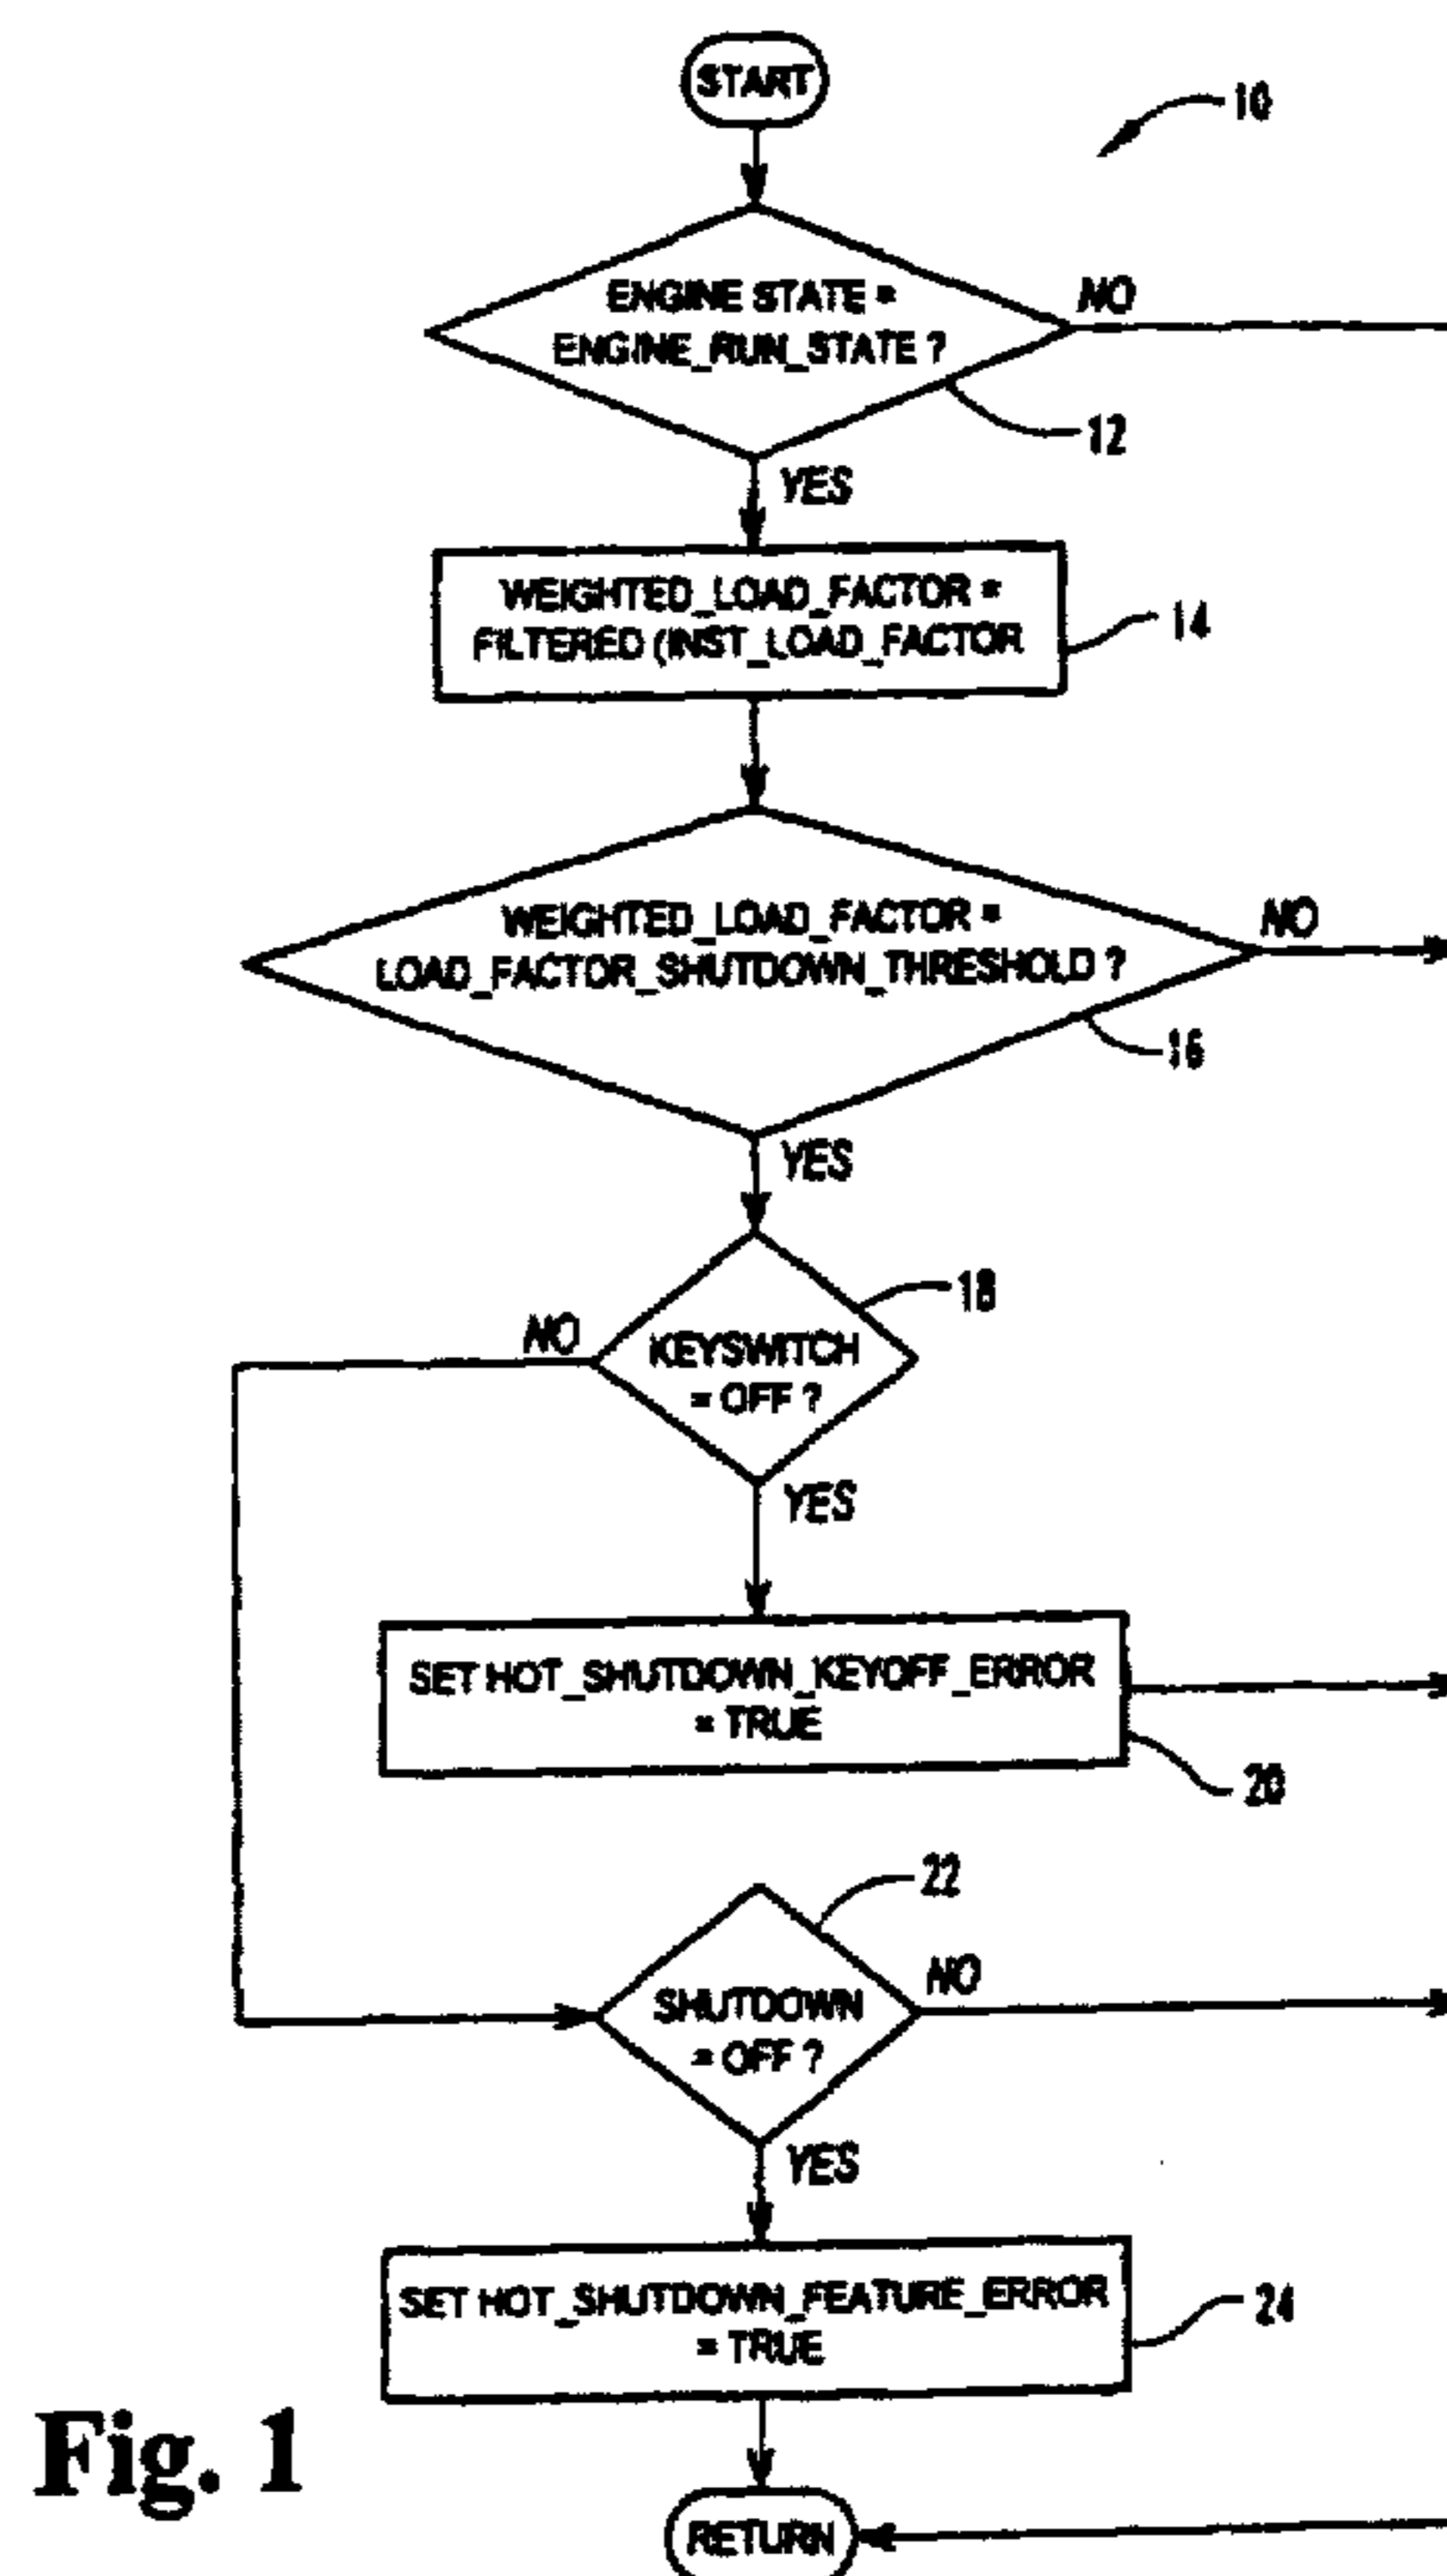 START
10
ENGINE STATE =
ENGINE_RUN_STATE ?
NO
12
YES
WEIGHTED_LOAD_FACTOR =
FILTERED (INST_LOAD_FACTOR
14
WEIGHTED_LOAD_FACTOR =
LOAD_FACTOR_SHUTDOWN_THRESHOLD ?
NO
16
YES
18
NO
KEYSWITCH
= OFF ?
YES
SET HOT_SHUTDOWN_KEYOFF_ERROR
= TRUE
20
22
NO
SHUTDOWN
= OFF ?
YES
SET HOT_SHUTDOWN_FEATURE_ERROR
= TRUE
24
Fig. 1
RETURN